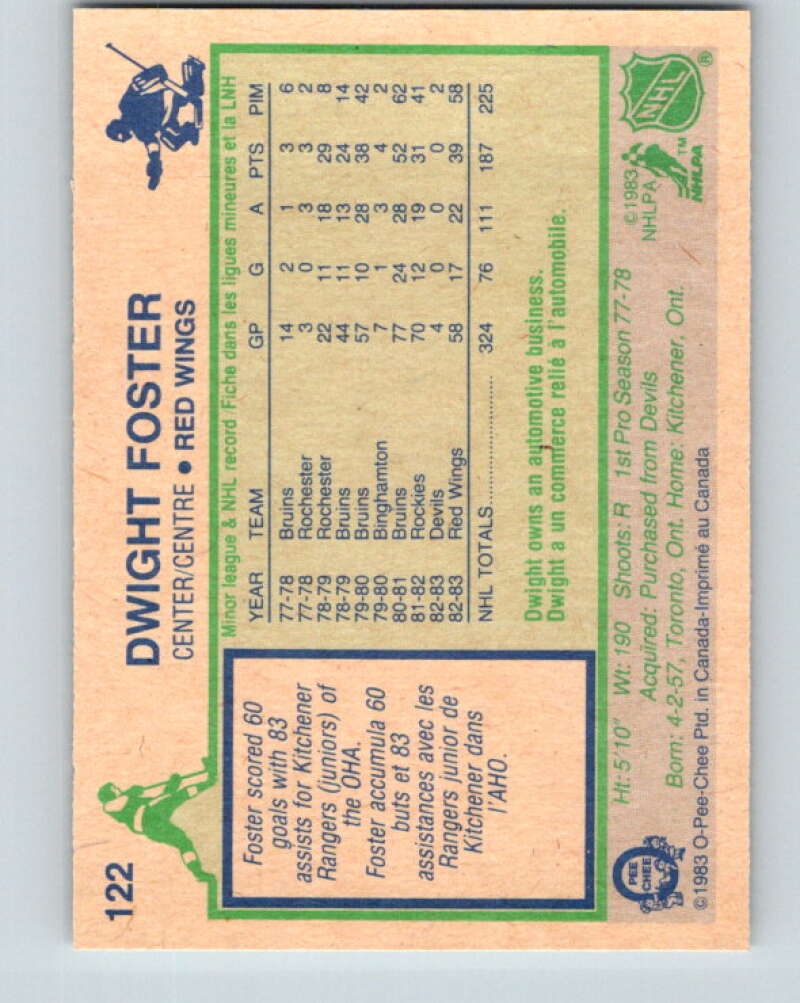 122
DWIGHT FOSTER
CENTER/CENTRE • RED WINGS
Foster scored 60
goals with 83
assists for Kitchener
Rangers (juniors) of
the OHA.
Foster accumula 60
buts et 83
assistances avec les
Rangers junior de
Kitchener dans
l'AHO.
Minor league & NHL record Fiche dans les ligues mineures et la LNH
YEAR TEAM GP G A PTS PIM
77-78 Bruins 14 2 1 3 6
77-78 Rochester 3 0 3 3 2
78-79 Rochester 22 11 18 29 8
78-79 Bruins 44 11 13 24 14
79-80 Bruins 57 10 28 38 42
79-80 Binghamton 7 1 3 4 2
80-81 Bruins 77 24 28 52 62
81-82 Rockies 70 12 19 31 41
82-83 Devils 4 0 0 0 2
82-83 Red Wings 58 17 22 39 58
NHL TOTALS 324 76 111 187 225
Dwight owns an automotive business.
Dwight a un commerce relié à l'automobile.
Ht: 5'10" Wt: 190 Shoots: R 1st Pro Season 77-78
Acquired: Purchased from Devils
Born: 4-2-57, Toronto, Ont. Home: Kitchener, Ont.
©1983 O-Pee-Chee Ptd. in Canada-Imprimé au Canada
O
PEE
CHEE
©1983
NHLPA
NHLPA
TM
NHL
®